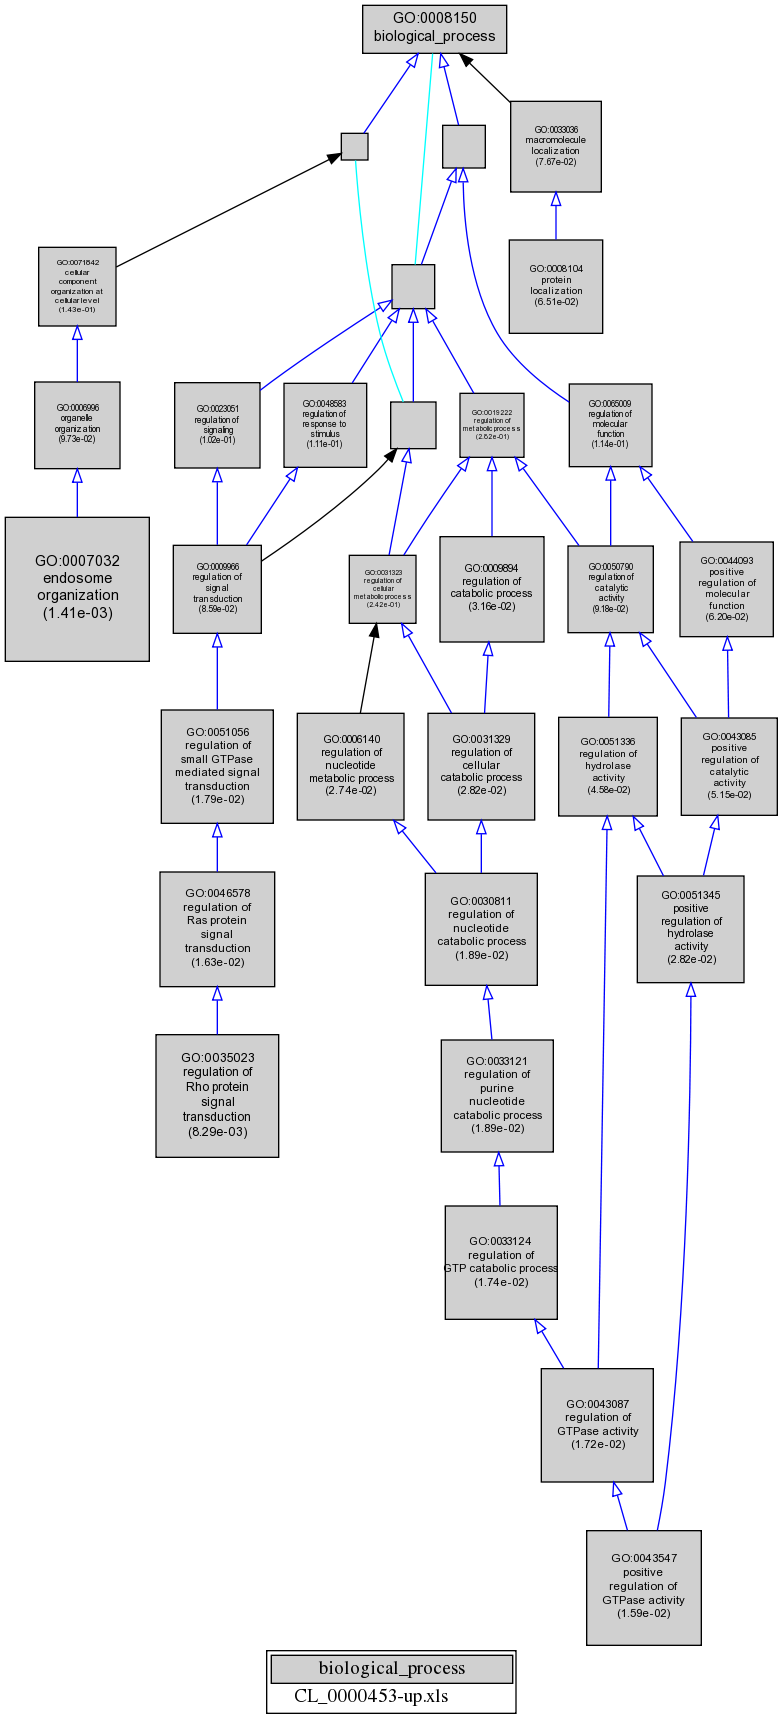 GO:0008150
biological_process
GO:0033036
macromolecule
localization
(7.67e-02)
GO:0071842
cellular
component
organization at
cellular level
(1.43e-01)
GO:0008104
protein
localization
(6.51e-02)
GO:0006996
organelle
organization
(9.73e-02)
GO:0023051
regulation of
signaling
(1.02e-01)
GO:0048583
regulation of
response to
stimulus
(1.11e-01)
GO:0019222
regulation of
metabolic process
(2.62e-01)
GO:0065009
regulation of
molecular
function
(1.14e-01)
GO:0007032
endosome
organization
(1.41e-03)
GO:0009966
regulation of
signal
transduction
(8.59e-02)
GO:0031323
regulation of
cellular
metabolic process
(2.42e-01)
GO:0009894
regulation of
catabolic process
(3.16e-02)
GO:0050790
regulation of
catalytic
activity
(9.18e-02)
GO:0044093
positive
regulation of
molecular
function
(6.20e-02)
GO:0051056
regulation of
small GTPase
mediated signal
transduction
(1.79e-02)
GO:0006140
regulation of
nucleotide
metabolic process
(2.74e-02)
GO:0031329
regulation of
cellular
catabolic process
(2.82e-02)
GO:0051336
regulation of
hydrolase
activity
(4.58e-02)
GO:0043085
positive
regulation of
catalytic
activity
(5.15e-02)
GO:0046578
regulation of
Ras protein
signal
transduction
(1.63e-02)
GO:0030811
regulation of
nucleotide
catabolic process
(1.89e-02)
GO:0051345
positive
regulation of
hydrolase
activity
(2.82e-02)
GO:0035023
regulation of
Rho protein
signal
transduction
(8.29e-03)
GO:0033121
regulation of
purine
nucleotide
catabolic process
(1.89e-02)
GO:0033124
regulation of
GTP catabolic process
(1.74e-02)
GO:0043087
regulation of
GTPase activity
(1.72e-02)
GO:0043547
positive
regulation of
GTPase activity
(1.59e-02)
biological_process
CL_0000453-up.xls